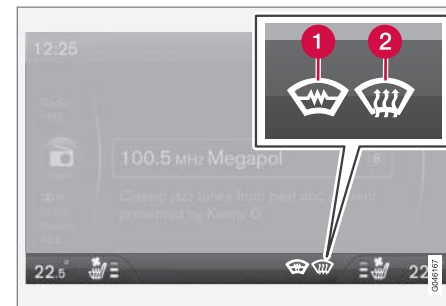 12:25
1
2
100.5 MHz Megapol
6
Classic jazz tunes from best and
presented by Kenny G
22.5°
22
G046167